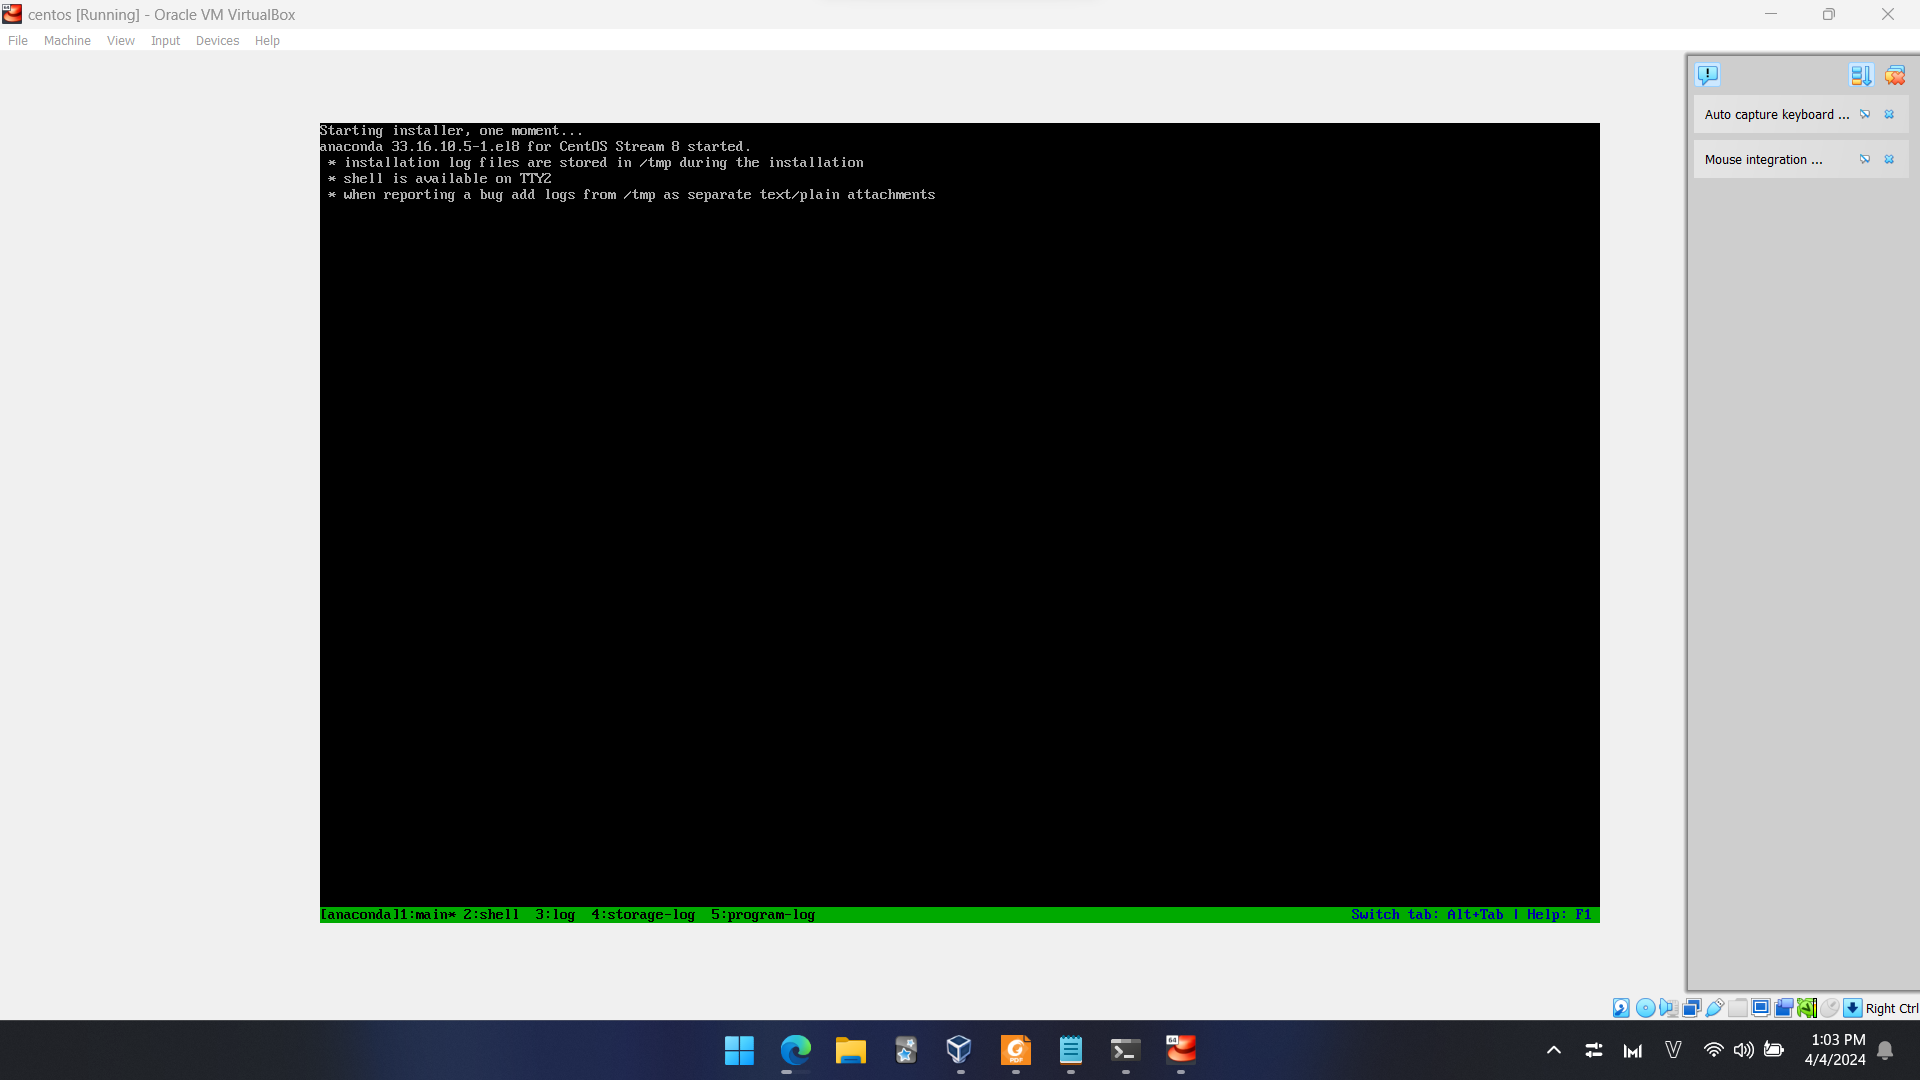 centos [Running] - Oracle VM VirtualBox
File Machine View Input Devices Help
Auto capture keyboard ...
Mouse integration ...
Starting installer, one moment...
anaconda 33.16.10.5-1.el8 for CentOS Stream 8 started.
* installation log files are stored in /tmp during the installation
* shell is available on TTY2
* when reporting a bug add logs from /tmp as separate text/plain attachments
[anaconda]1:main* 2:shell 3:log 4:storage-log 5:program-log Switch tab: Alt+Tab | Help: F1
Right Ctrl
64
PDF
64
1:03 PM
4/4/2024